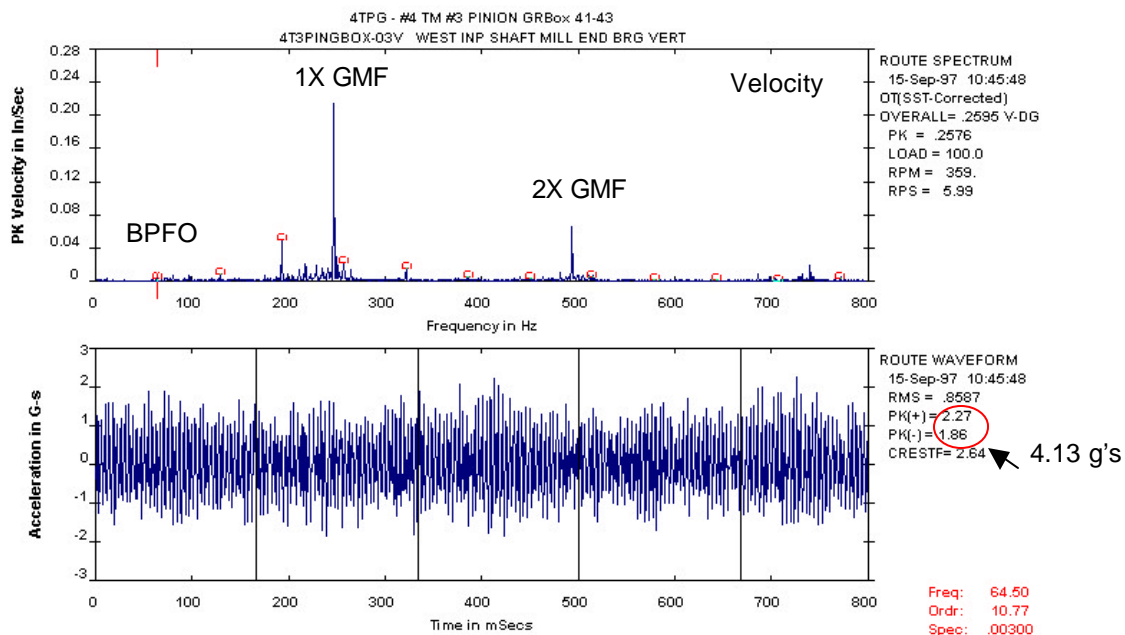 4TPG - #4 TM #3 PINION GRBox 41-43
4T3PINGBOX-03V WEST INP SHAFT MILL END BRG VERT
PK Velocity in In/Sec
0.28
0.24
0.20
0.16
0.12
0.08
0.04
0
1X GMF
Velocity
2X GMF
BPFO
0 100 200 300 400 500 600 700 800
Frequency in Hz
ROUTE SPECTRUM
15-Sep-97 10:45:48
OT(SST-Corrected)
OVERALL= .2595 V-DG
PK = .2576
LOAD = 100.0
RPM = 359.
RPS = 5.99
Acceleration in G-s
3
2
1
0
-1
-2
-3
0 100 200 300 400 500 600 700 800
Time in mSecs
ROUTE WAVEFORM
15-Sep-97 10:45:48
RMS = .8587
PK(+) = 2.27
PK(-) = 1.86
CRESTF= 2.64
4.13 g's
Freq: 64.50
Ordr: 10.77
Spec: .00300